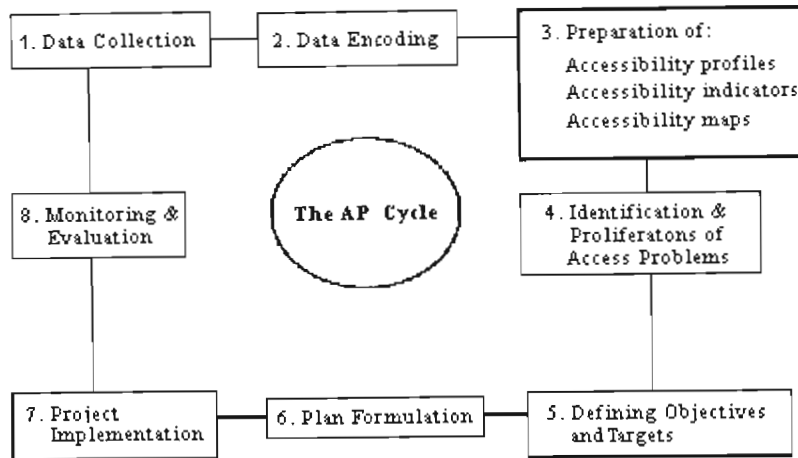 1. Data Collection
2. Data Encoding
3. Preparation of:
Accessibility profiles
Accessibility indicators
Accessibility maps
The AP Cycle
8. Monitoring &
Evaluation
4. Identification &
Proliferatons of
Access Problems
7. Project
Implementation
6. Plan Formulation
5. Defining Objectives
and Targets